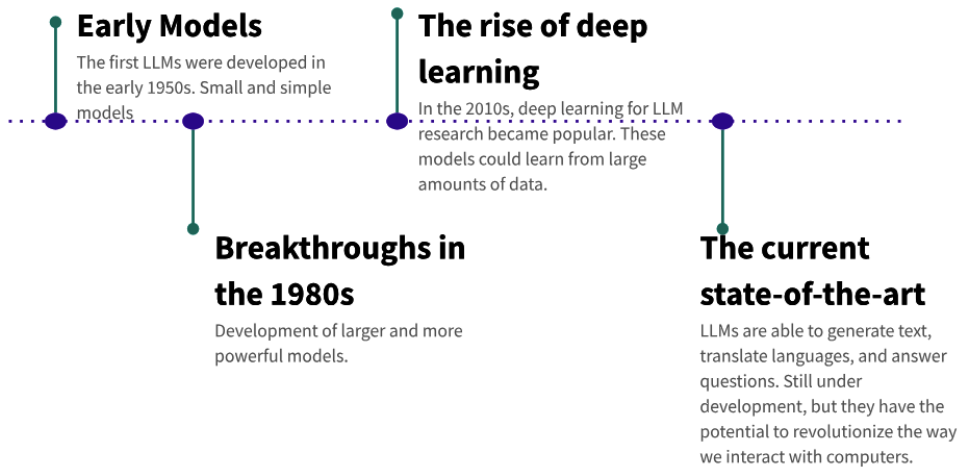 Early Models
The first LLMs were developed in
the early 1950s. Small and simple
models
The rise of deep
learning
In the 2010s, deep learning for LLM
research became popular. These
models could learn from large
amounts of data.
Breakthroughs in
the 1980s
Development of larger and more
powerful models.
The current
state-of-the-art
LLMs are able to generate text,
translate languages, and answer
questions. Still under
development, but they have the
potential to revolutionize the way
we interact with computers.